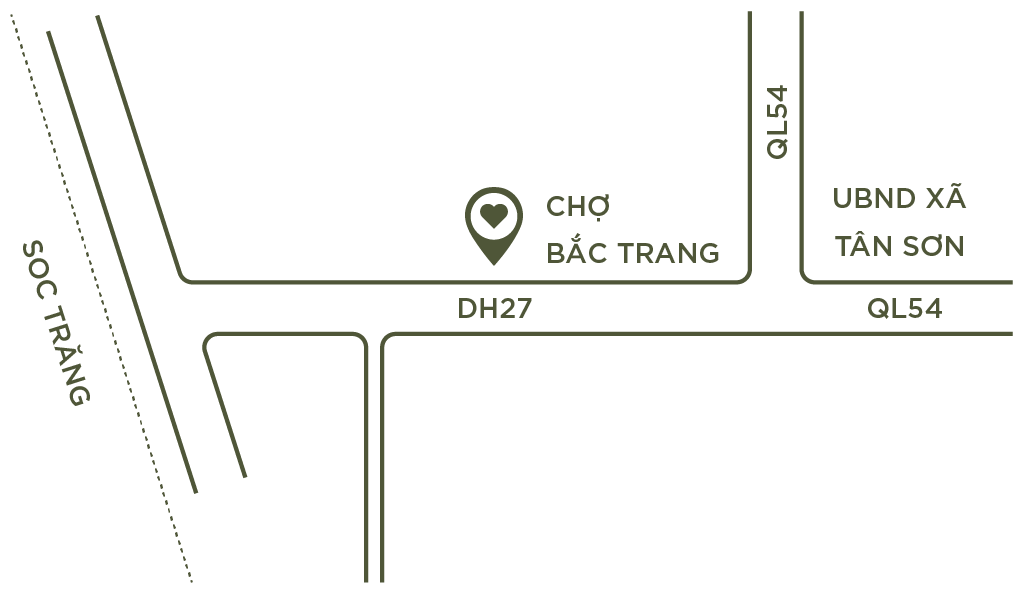 QL54
CHỢ
BẮC TRANG
UBND XÃ
TÂN SƠN
SOC TRĂNG
DH27
QL54